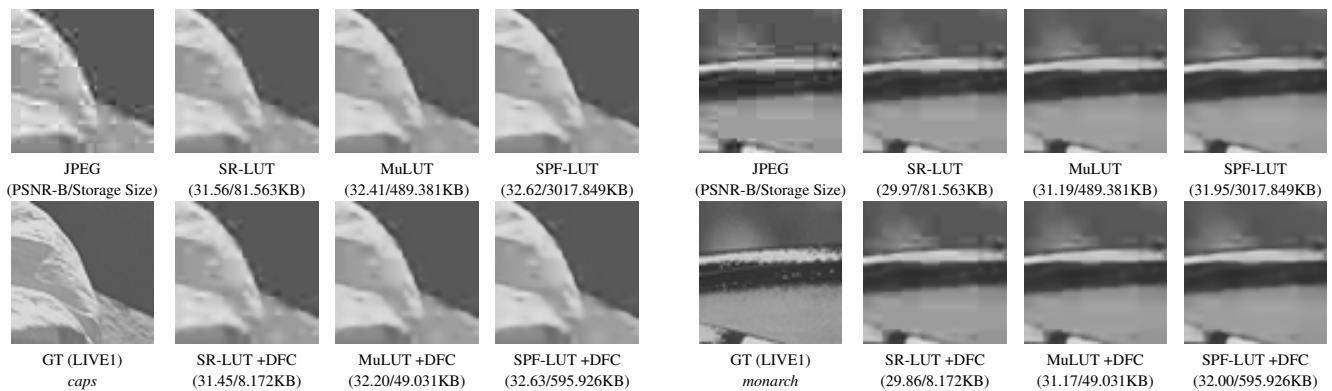 JPEG SR-LUT MuLUT SPF-LUT JPEG SR-LUT MuLUT SPF-LUT
(PSNR-B/Storage Size) (31.56/81.563KB) (32.41/489.381KB) (32.62/3017.849KB) (PSNR-B/Storage Size) (29.97/81.563KB) (31.19/489.381KB) (31.95/3017.849KB)
GT (LIVE1) SR-LUT +DFC MuLUT +DFC SPF-LUT +DFC GT (LIVE1) SR-LUT +DFC MuLUT +DFC SPF-LUT +DFC
caps (31.45/8.172KB) (32.20/49.031KB) (32.63/595.926KB) monarch (29.86/8.172KB) (31.17/49.031KB) (32.00/595.926KB)